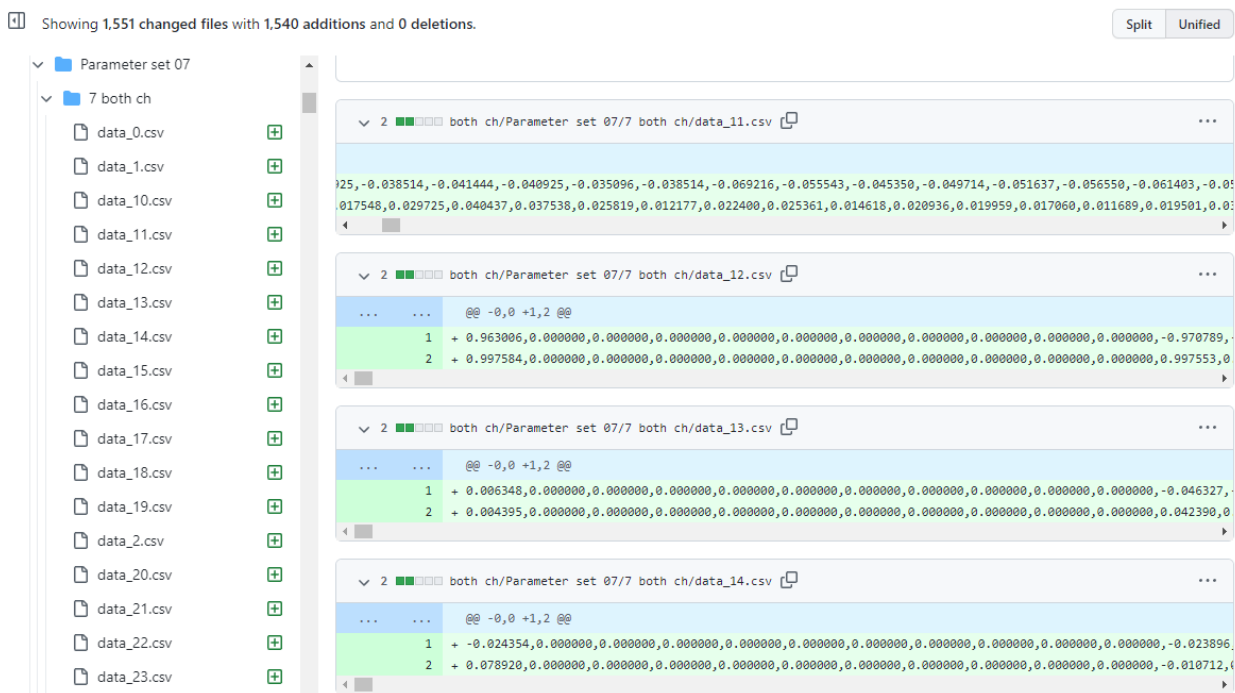 Showing 1,551 changed files with 1,540 additions and 0 deletions.
Split Unified
Parameter set 07
7 both ch
data_0.csv
data_1.csv
data_10.csv
data_11.csv
data_12.csv
data_13.csv
data_14.csv
data_15.csv
data_16.csv
data_17.csv
data_18.csv
data_19.csv
data_2.csv
data_20.csv
data_21.csv
data_22.csv
data_23.csv
2 both ch/Parameter set 07/7 both ch/data_11.csv ...
925,-0.038514,-0.041444,-0.040925,-0.035096,-0.038514,-0.069216,-0.055543,-0.045350,-0.049714,-0.051637,-0.056550,-0.061403,-0.05
.017548,0.029725,0.040437,0.037538,0.025819,0.012177,0.022400,0.025361,0.014618,0.020936,0.019959,0.017060,0.011689,0.019501,0.03
2 both ch/Parameter set 07/7 both ch/data_12.csv ...
... ... @@ -0,0 +1,2 @@
1 + 0.963006,0.000000,0.000000,0.000000,0.000000,0.000000,0.000000,0.000000,0.000000,0.000000,0.000000,-0.970789,-
2 + 0.997584,0.000000,0.000000,0.000000,0.000000,0.000000,0.000000,0.000000,0.000000,0.000000,0.000000,0.997553,0.
2 both ch/Parameter set 07/7 both ch/data_13.csv ...
... ... @@ -0,0 +1,2 @@
1 + 0.006348,0.000000,0.000000,0.000000,0.000000,0.000000,0.000000,0.000000,0.000000,0.000000,0.000000,-0.046327,-
2 + 0.004395,0.000000,0.000000,0.000000,0.000000,0.000000,0.000000,0.000000,0.000000,0.000000,0.000000,0.042390,0.
2 both ch/Parameter set 07/7 both ch/data_14.csv ...
... ... @@ -0,0 +1,2 @@
1 + -0.024354,0.000000,0.000000,0.000000,0.000000,0.000000,0.000000,0.000000,0.000000,0.000000,0.000000,-0.023896,
2 + 0.078920,0.000000,0.000000,0.000000,0.000000,0.000000,0.000000,0.000000,0.000000,0.000000,0.000000,-0.010712,